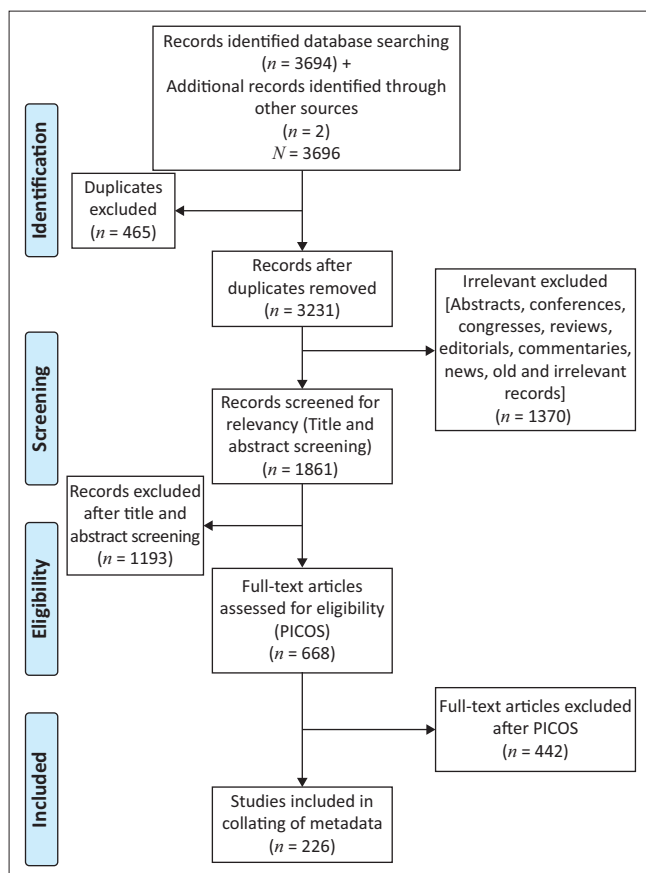 Records identified database searching
(n = 3694) +
Additional records identified through
other sources
(n = 2)
N = 3696
Identification
Duplicates
excluded
(n = 465)
Records after
duplicates removed
(n = 3231)
Irrelevant excluded
[Abstracts, conferences,
congresses, reviews,
editorials, commentaries,
news, old and irrelevant
records]
(n = 1370)
Screening
Records screened for
relevancy (Title and
abstract screening)
(n = 1861)
Records excluded
after title and
abstract screening
(n = 1193)
Eligibility
Full-text articles
assessed for eligibility
(PICOS)
(n = 668)
Full-text articles excluded
after PICOS
(n = 442)
Included
Studies included in
collating of metadata
(n = 226)